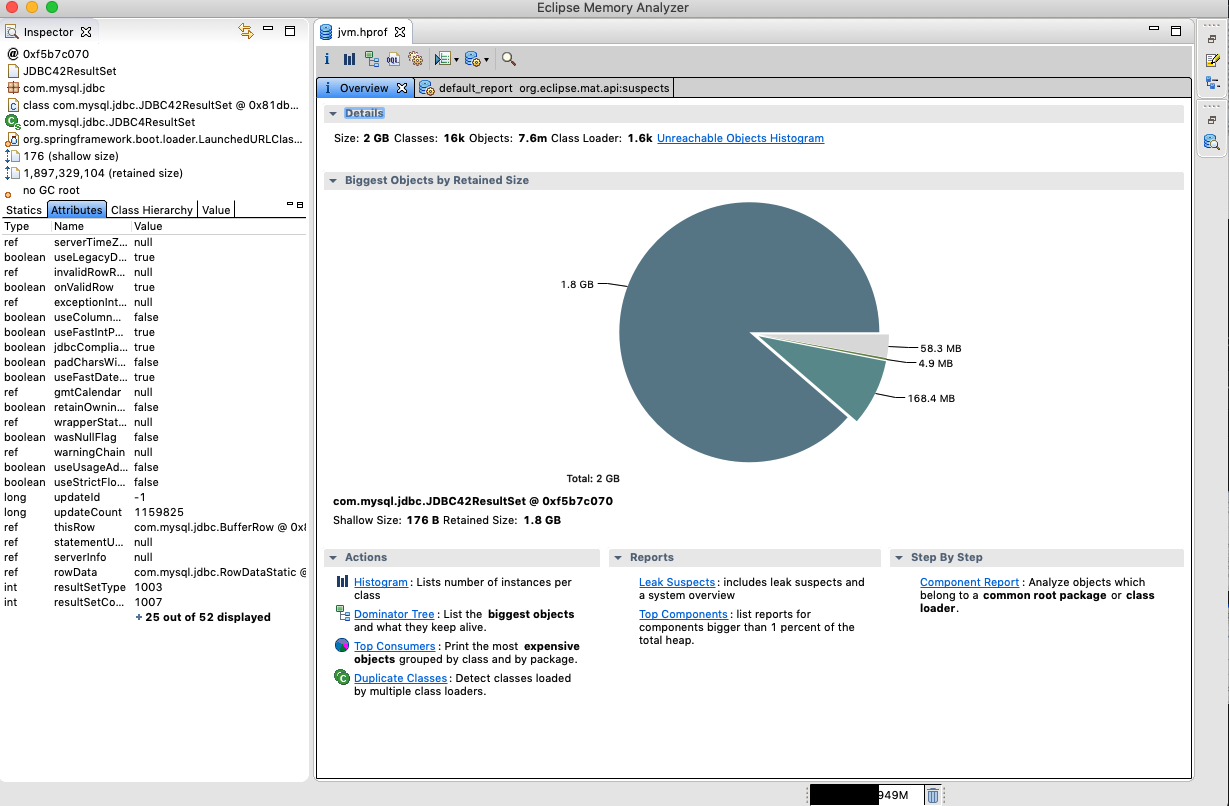 Eclipse Memory Analyzer
Inspector
@ 0xf5b7c070
JDBC42ResultSet
com.mysql.jdbc
class com.mysql.jdbc.JDBC42ResultSet @ 0x81db...
com.mysql.jdbc.JDBC4ResultSet
org.springframework.boot.loader.LaunchedURLClas...
176 (shallow size)
1,897,329,104 (retained size)
no GC root
Statics Attributes Class Hierarchy Value
Type Name Value
ref serverTimeZ... null
boolean useLegacyD... true
ref invalidRowR... null
boolean onValidRow true
ref exceptionInt... null
boolean useColumn... false
boolean useFastIntP... true
boolean jdbcComplia... true
boolean padCharsWi... false
boolean useFastDate... true
ref gmtCalendar null
boolean retainOwnin... false
ref wrapperStat... null
boolean wasNullFlag false
ref warningChain null
boolean useUsageAd... false
boolean useStrictFlo... false
long updateId -1
long updateCount 1159825
ref thisRow com.mysql.jdbc.BufferRow @ 0x8
ref statementU... null
ref serverInfo null
ref rowData com.mysql.jdbc.RowDataStatic @
int resultSetType 1003
int resultSetCo... 1007
+ 25 out of 52 displayed
jvm.hprof
i OQL
i Overview default_report org.eclipse.mat.api:suspects
Details
Size: 2 GB Classes: 16k Objects: 7.6m Class Loader: 1.6k Unreachable Objects Histogram
Biggest Objects by Retained Size
1.8 GB
58.3 MB
4.9 MB
168.4 MB
Total: 2 GB
com.mysql.jdbc.JDBC42ResultSet @ 0xf5b7c070
Shallow Size: 176 B Retained Size: 1.8 GB
Actions
Histogram: Lists number of instances per
class
Dominator Tree: List the biggest objects
and what they keep alive.
Top Consumers: Print the most expensive
objects grouped by class and by package.
Duplicate Classes: Detect classes loaded
by multiple class loaders.
Reports
Leak Suspects: includes leak suspects and
a system overview
Top Components: list reports for
components bigger than 1 percent of the
total heap.
Step By Step
Component Report: Analyze objects which
belong to a common root package or class
loader.
949M